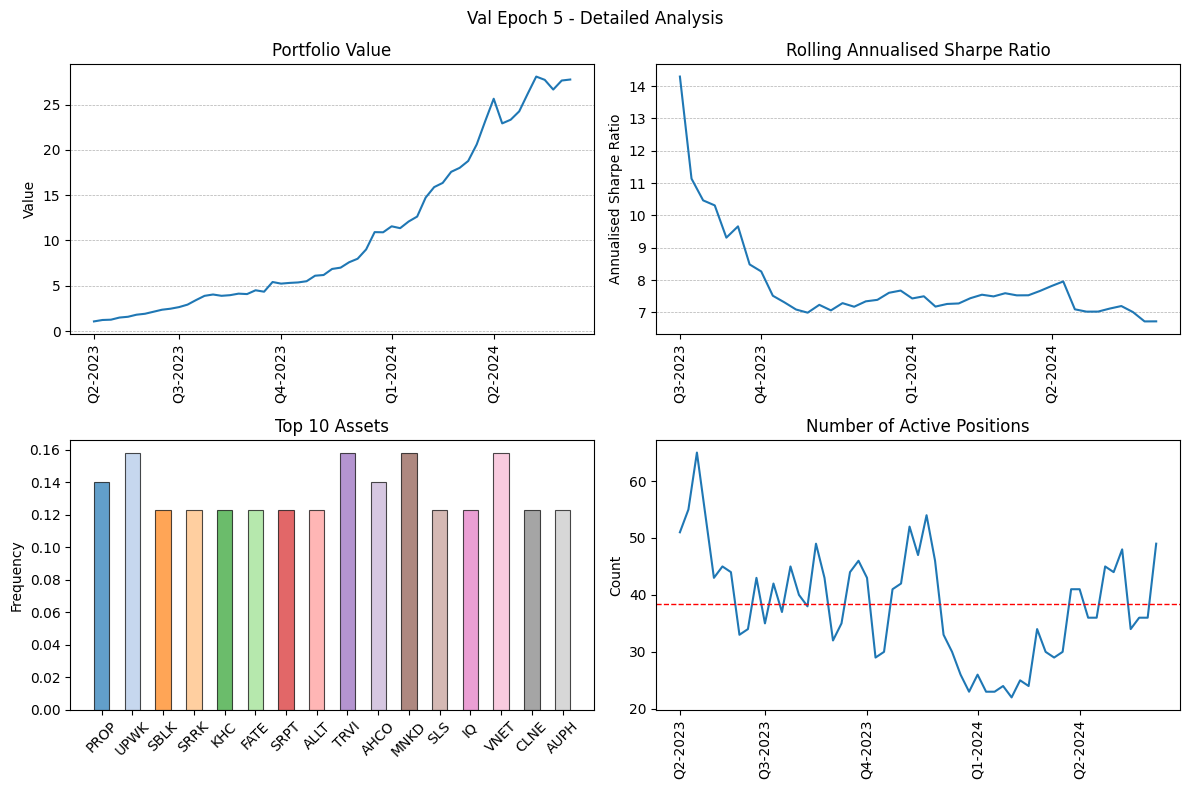 Val Epoch 5 - Detailed Analysis
Portfolio Value
Value
25
20
15
10
5
0
Q2-2023
Q3-2023
Q4-2023
Q1-2024
Q2-2024
Rolling Annualised Sharpe Ratio
Annualised Sharpe Ratio
14
13
12
11
10
9
8
7
Q3-2023
Q4-2023
Q1-2024
Q2-2024
Top 10 Assets
Frequency
0.16
0.14
0.12
0.10
0.08
0.06
0.04
0.02
0.00
PROP
UPWK
SBLK
SRRK
KHC
FATE
SRPT
ALLT
TRVI
AHCO
MNKD
SLS
IQ
VNET
CLNE
AUPH
Number of Active Positions
Count
60
50
40
30
20
Q2-2023
Q3-2023
Q4-2023
Q1-2024
Q2-2024